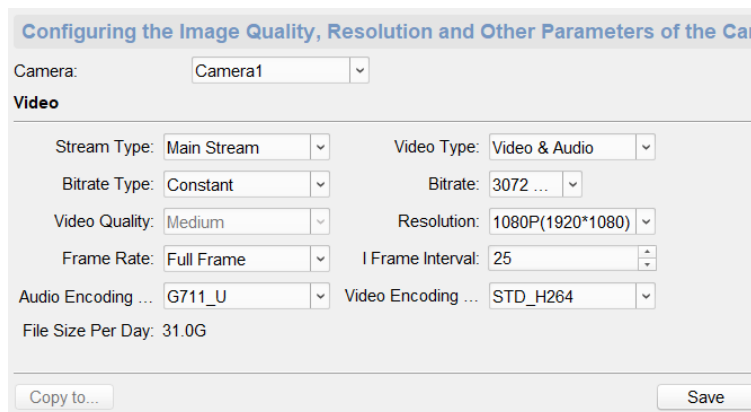 Configuring the Image Quality, Resolution and Other Parameters of the
Camera: Camera1
Video
Stream Type: Main Stream Video Type: Video & Audio
Bitrate Type: Constant Bitrate: 3072 ...
Video Quality: Medium Resolution: 1080P(1920*1080)
Frame Rate: Full Frame I Frame Interval: 25
Audio Encoding ... G711_U Video Encoding ... STD_H264
File Size Per Day: 31.0G
Copy to... Save